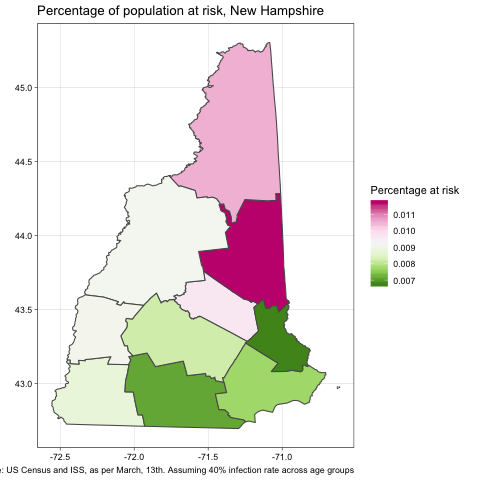 Percentage of population at risk, New Hampshire
45.0
44.5
44.0
43.5
43.0
-72.5 -72.0 -71.5 -71.0
Percentage at risk
0.011
0.010
0.009
0.008
0.007
: US Census and ISS, as per March, 13th. Assuming 40% infection rate across age groups